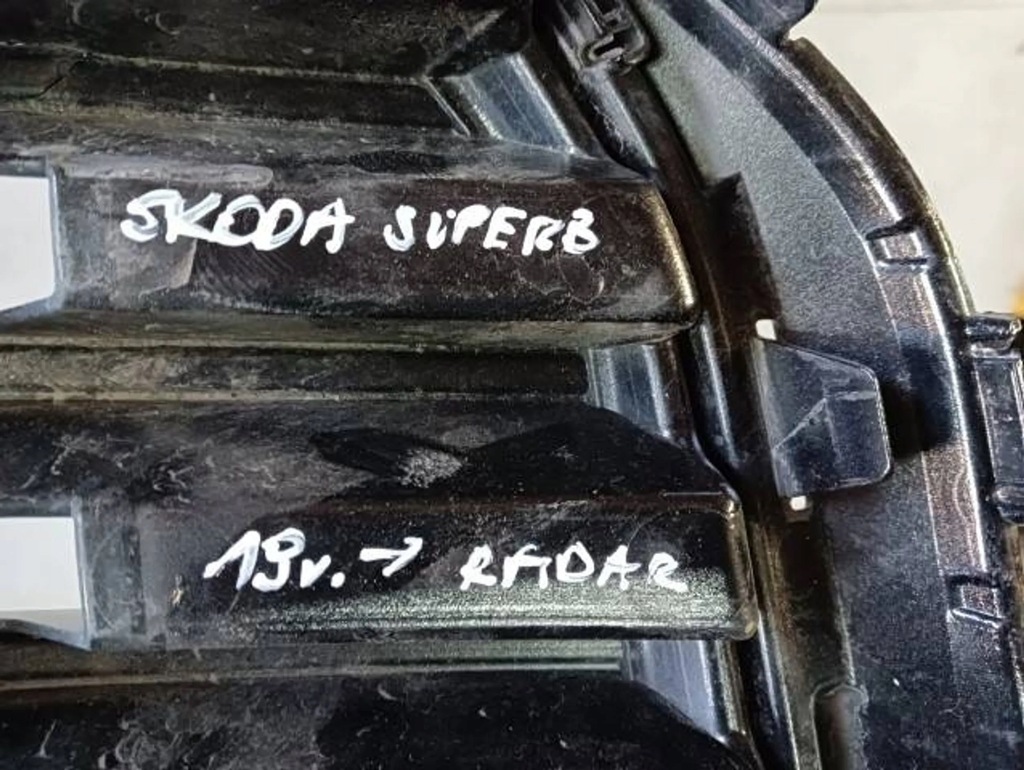 SKODA SUPERB
19r. → RADAR